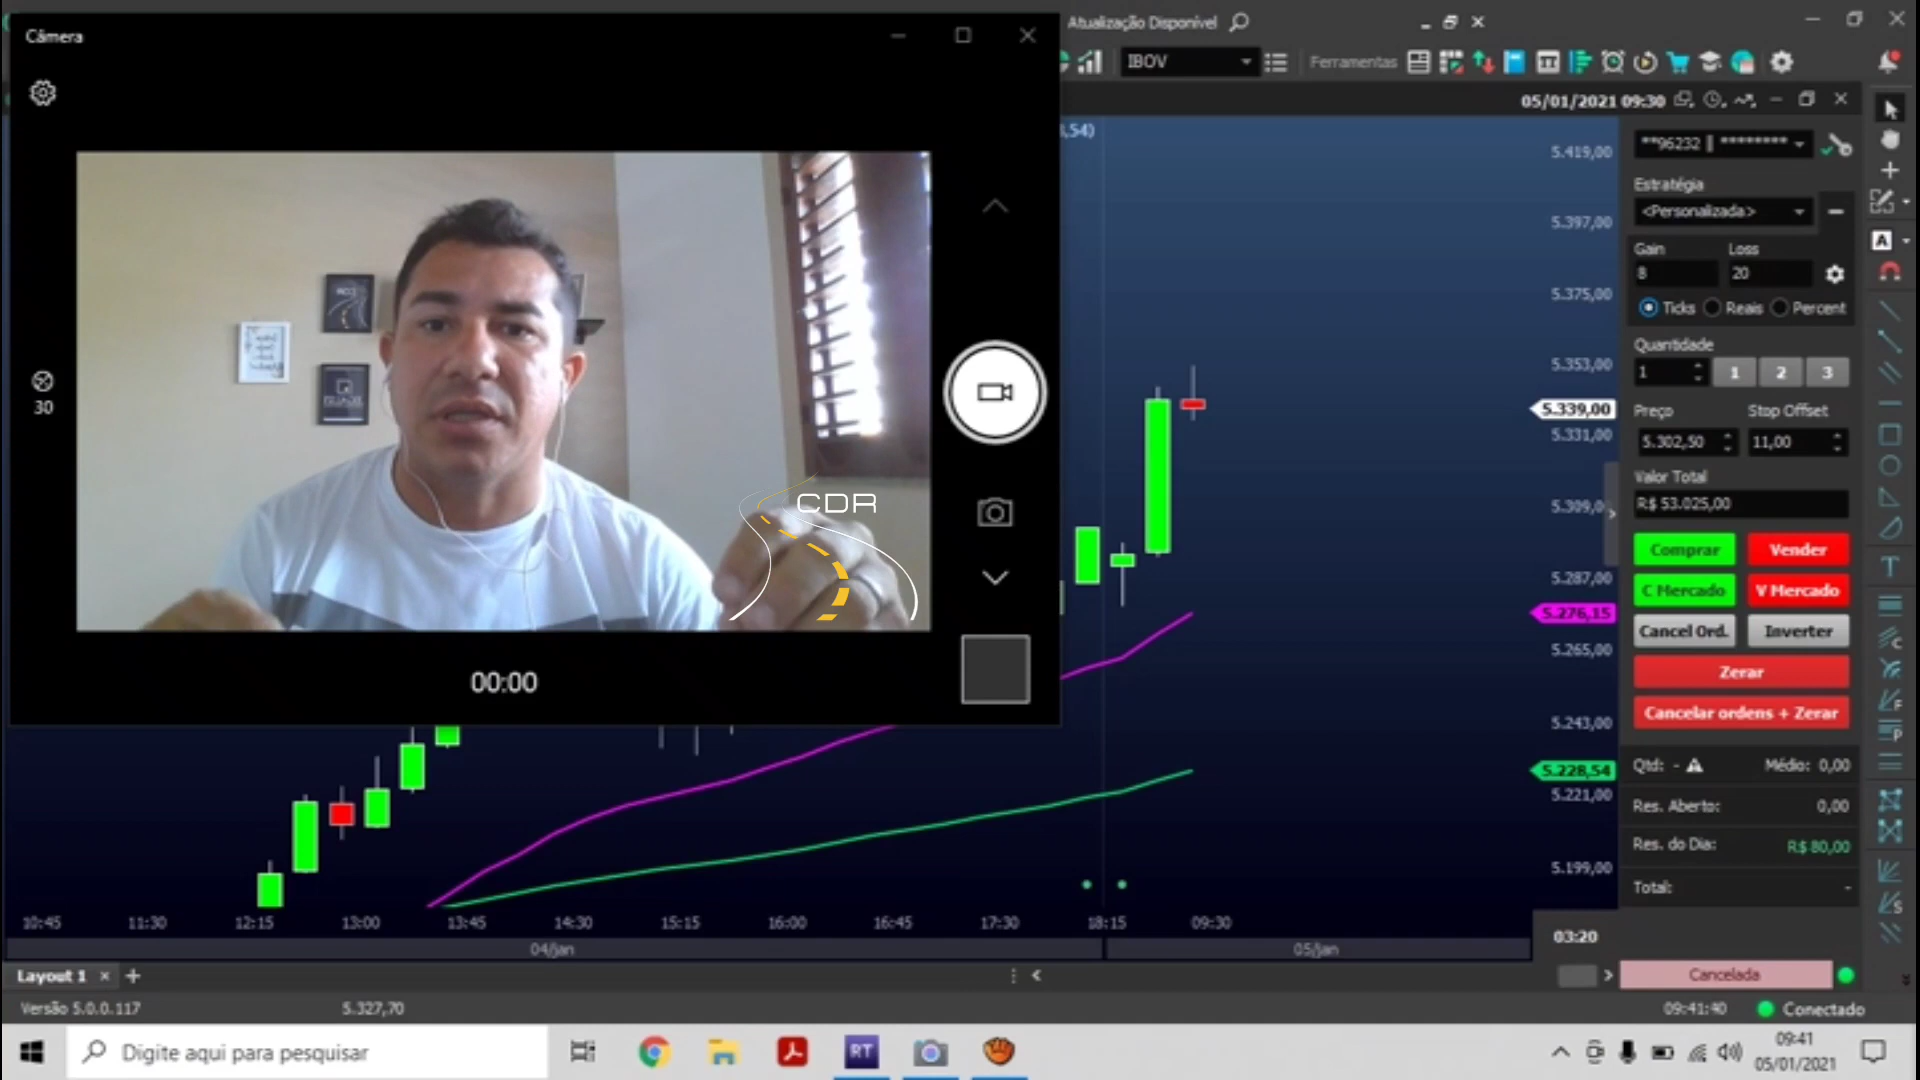 Câmera
30
CDR
00:00
Atualização Disponível
IBOV
Ferramentas
05/01/2021 09:30
,54)
5.419,00
5.397,00
5.375,00
5.353,00
5.339,00
5.331,00
5.309,0
5.287,00
5.276,15
5.265,00
5.243,00
5.228,54
5.221,00
5.199,00
**96232 || ********
Estratégia
<Personalizada>
Gain Loss
8 20
Ticks Reais Percent
Quantidade
1 1 2 3
Preço Stop Offset
5.302,50 11,00
Valor Total
R$ 53.025,00
Comprar Vender
C Mercado V Mercado
Cancel Ord. Inverter
Zerar
Cancelar ordens + Zerar
Qtd: - Médio: 0,00
Res. Aberto: 0,00
Res. do Dia: R$ 80,00
Total: -
10:45 11:30 12:15 13:00 13:45 14:30 15:15 16:00 16:45 17:30 18:15 09:30
04/jan 05/jan
03:20
Layout 1
Cancelada
Versão 5.0.0.117 5.327,70 09:41:40 Conectado
Digite aqui para pesquisar
RT
09:41
05/01/2021